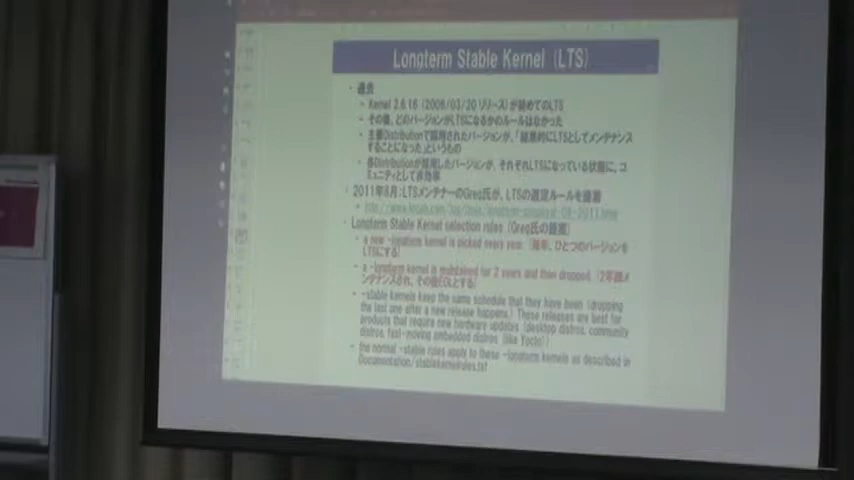 Longterm Stable Kernel (LTS)
過去
Kernel 2.6.16 (2006/03/20 リリース) が初めてのLTS
その後、どのバージョンがLTSになるかのルールはなかった
主要Distributionで採用されたバージョンが、「結果的にLTSとしてメンテナンス
することになった」というもの
各Distributionが採用したバージョンが、それぞれLTSになっている状態に。コ
ミュニティとして非効率
2011年8月:LTSメンテナーのGreg氏が、LTSの選定ルールを提案
Longterm Stable Kernel selection rules (Greg氏の提案)
a new -longterm kernel is picked every year. (毎年、ひとつのバージョンを
LTSにする)
a -longterm kernel is maintained for 2 years and then dropped. (2年間メ
ンテナンスされ、その後EOLとする)
-stable kernels keep the same schedule that they have been (dropping
the last one after a new release happens.) These releases are best for
products that require new hardware updates (desktop distros, community
distros, fast-moving embedded distros (like Yocto))
the normal -stable rules apply to these -longterm kernels as described in
Documentation/stablekernelrules.txt